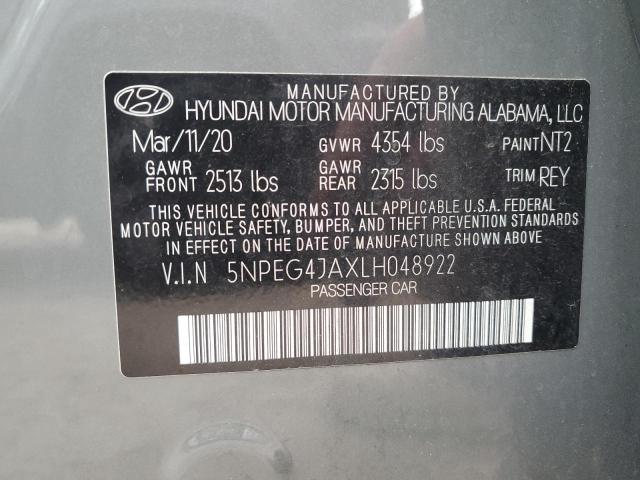 MANUFACTURED BY
HYUNDAI MOTOR MANUFACTURING ALABAMA, LLC
Mar/11/20 GVWR 4354 lbs PAINT NT2
GAWR FRONT 2513 lbs GAWR REAR 2315 lbs TRIM REY
THIS VEHICLE CONFORMS TO ALL APPLICABLE U.S.A. FEDERAL
MOTOR VEHICLE SAFETY, BUMPER, AND THEFT PREVENTION STANDARDS
IN EFFECT ON THE DATE OF MANUFACTURE SHOWN ABOVE.
V.I.N 5NPEG4JAXLH048922
PASSENGER CAR